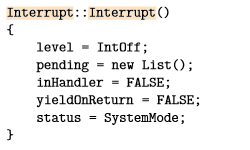 Interrupt::Interrupt()
{
    level = IntOff;
    pending = new List();
    inHandler = FALSE;
    yieldOnReturn = FALSE;
    status = SystemMode;
}